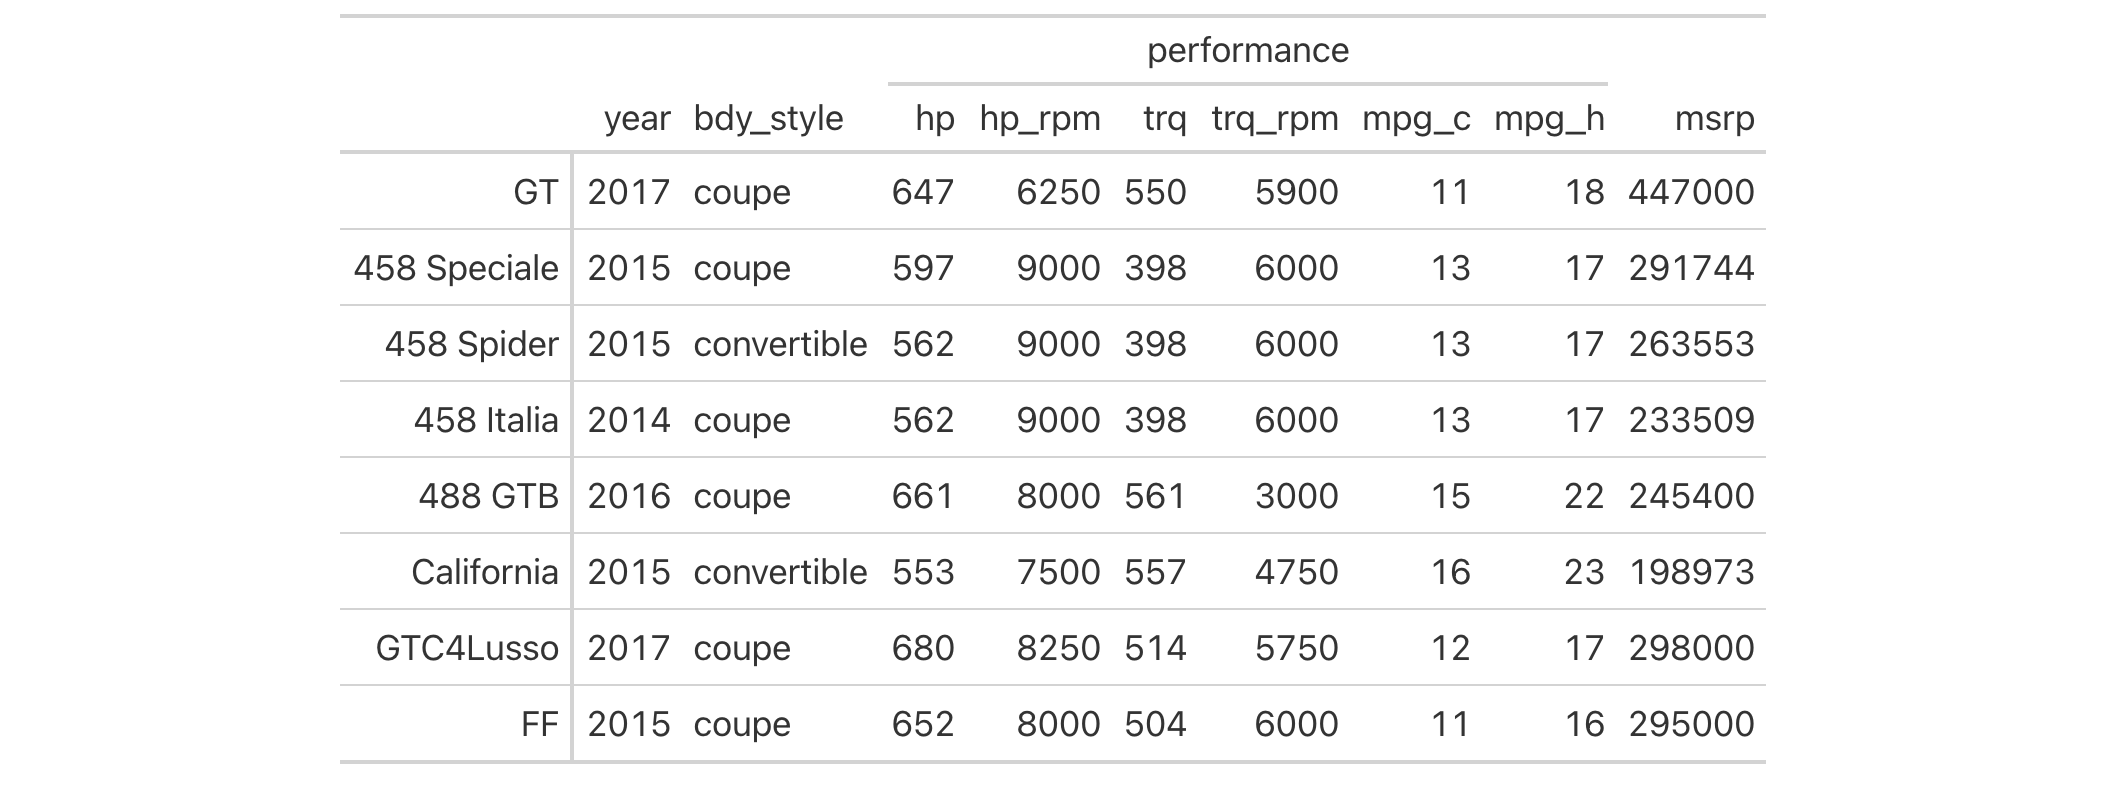 performance
year bdy_style hp hp_rpm trq trq_rpm mpg_c mpg_h msrp
GT 2017 coupe 647 6250 550 5900 11 18 447000
458 Speciale 2015 coupe 597 9000 398 6000 13 17 291744
458 Spider 2015 convertible 562 9000 398 6000 13 17 263553
458 Italia 2014 coupe 562 9000 398 6000 13 17 233509
488 GTB 2016 coupe 661 8000 561 3000 15 22 245400
California 2015 convertible 553 7500 557 4750 16 23 198973
GTC4Lusso 2017 coupe 680 8250 514 5750 12 17 298000
FF 2015 coupe 652 8000 504 6000 11 16 295000